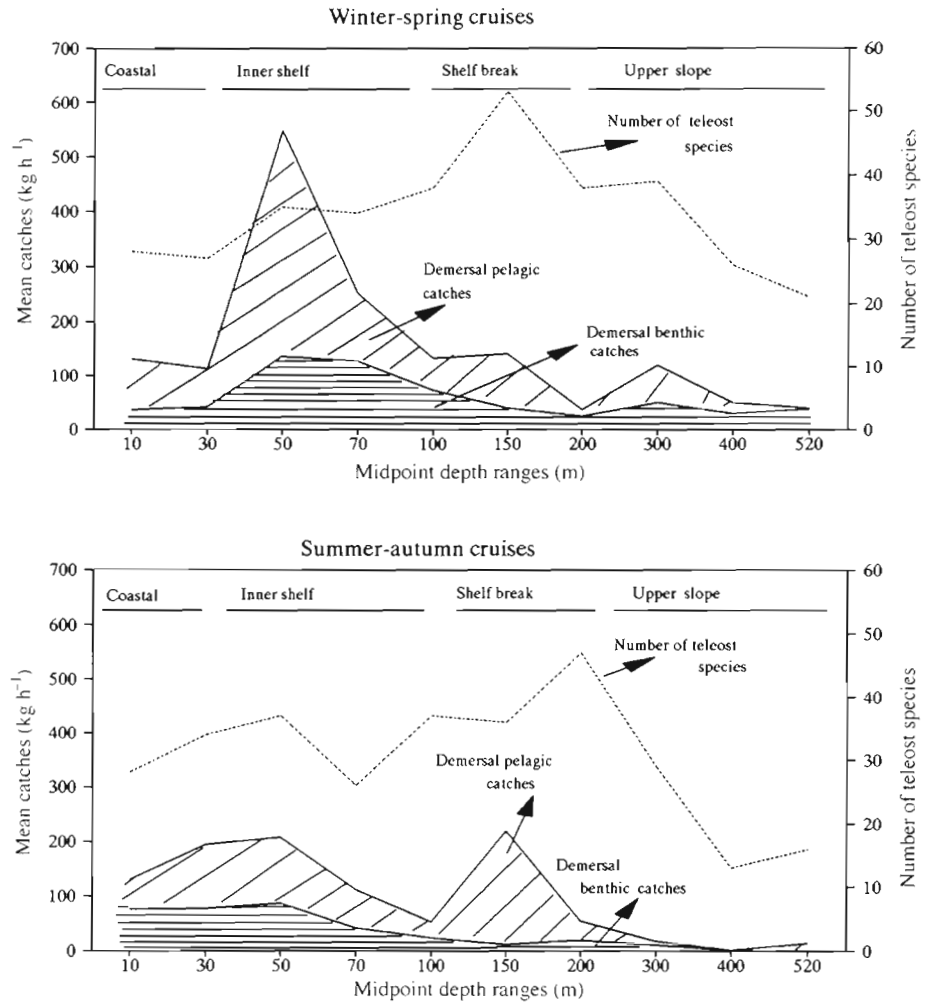 Winter-spring cruises
700
600
500
400
300
200
100
0
60
50
40
30
20
10
0
Coastal Inner shelf Shelf break Upper slope
Number of teleost
species
Demersal pelagic
catches
Demersal benthic
catches
Mean catches (kg h⁻¹)
Number of teleost species
10 30 50 70 100 150 200 300 400 520
Midpoint depth ranges (m)
Summer-autumn cruises
700
600
500
400
300
200
100
0
60
50
40
30
20
10
0
Coastal Inner shelf Shelf break Upper slope
Number of teleost
species
Demersal pelagic
catches
Demersal
benthic catches
Mean catches (kg h⁻¹)
Number of teleost species
10 30 50 70 100 150 200 300 400 520
Midpoint depth ranges (m)